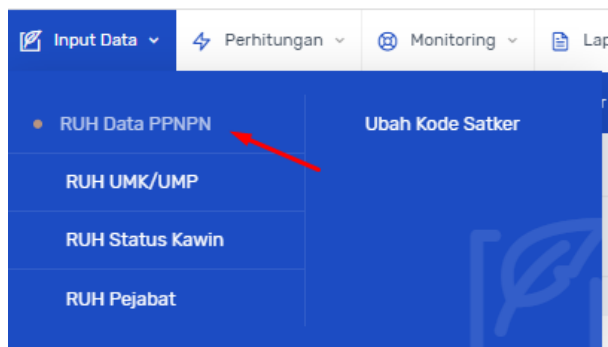 Input Data
Perhitungan
Monitoring
Lap
RUH Data PPNPN
Ubah Kode Satker
RUH UMK/UMP
RUH Status Kawin
RUH Pejabat